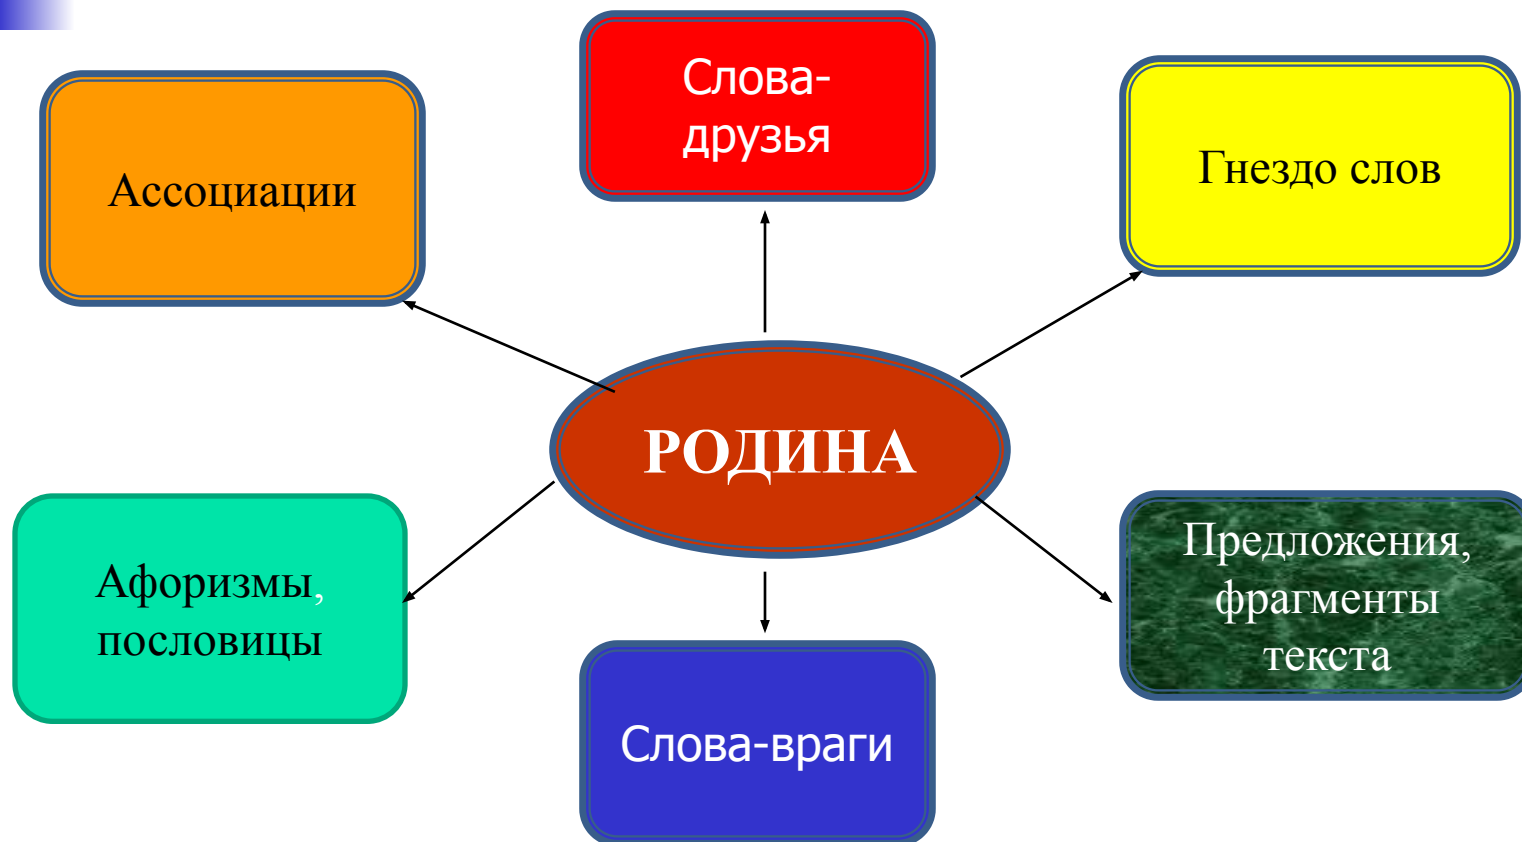 Слова-
друзья
Ассоциации
Гнездо слов
РОДИНА
Афоризмы,
пословицы
Предложения,
фрагменты
текста
Слова-враги